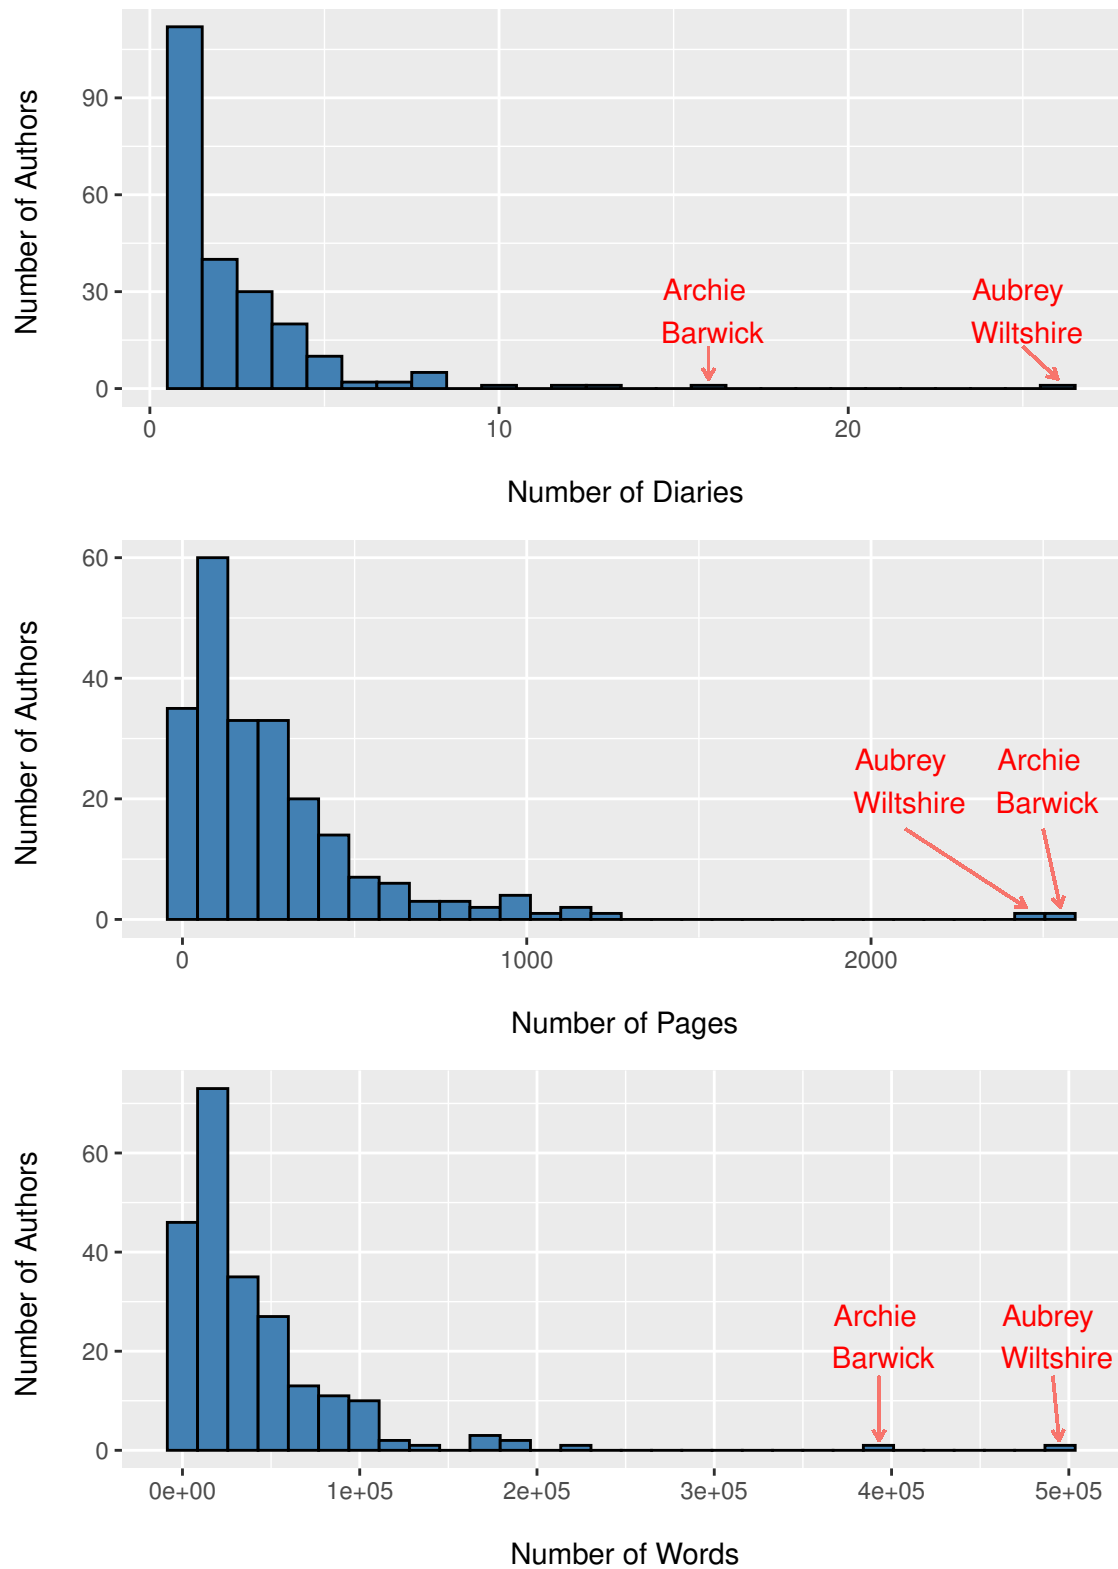 Number of Authors
90
60
30
0
Archie
Barwick
Aubrey
Wiltshire
0
10
20
Number of Diaries
Number of Authors
60
40
20
0
Aubrey
Wiltshire
Archie
Barwick
0
1000
2000
Number of Pages
Number of Authors
60
40
20
0
Archie
Barwick
Aubrey
Wiltshire
0e+00
1e+05
2e+05
3e+05
4e+05
5e+05
Number of Words